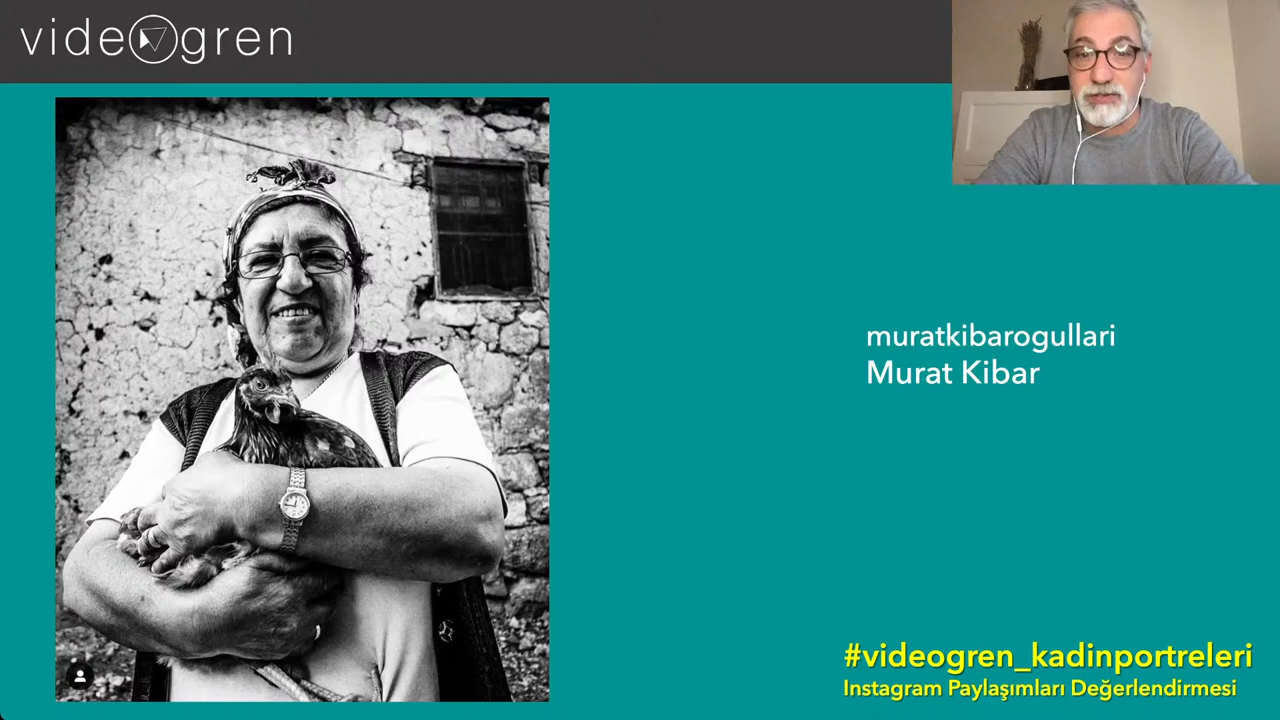 videogren
muratkibarogullari
Murat Kibar
#videogren_kadinportreleri
Instagram Paylaşımları Değerlendirmesi